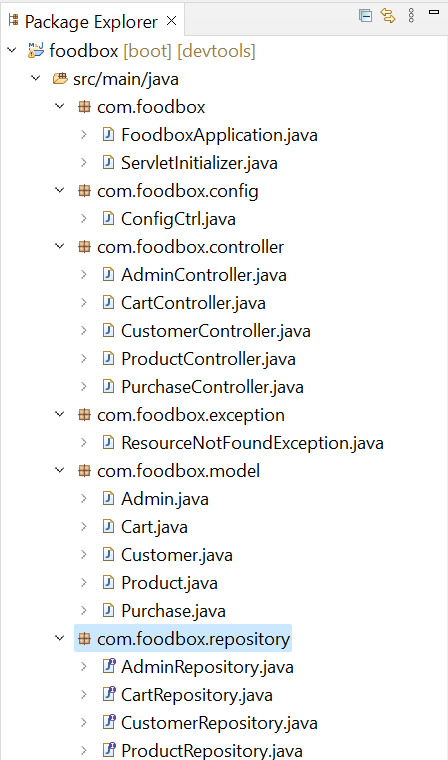 Package Explorer
foodbox [boot] [devtools]
src/main/java
com.foodbox
FoodboxApplication.java
ServletInitializer.java
com.foodbox.config
ConfigCtrl.java
com.foodbox.controller
AdminController.java
CartController.java
CustomerController.java
ProductController.java
PurchaseController.java
com.foodbox.exception
ResourceNotFoundException.java
com.foodbox.model
Admin.java
Cart.java
Customer.java
Product.java
Purchase.java
com.foodbox.repository
AdminRepository.java
CartRepository.java
CustomerRepository.java
ProductRepository.java